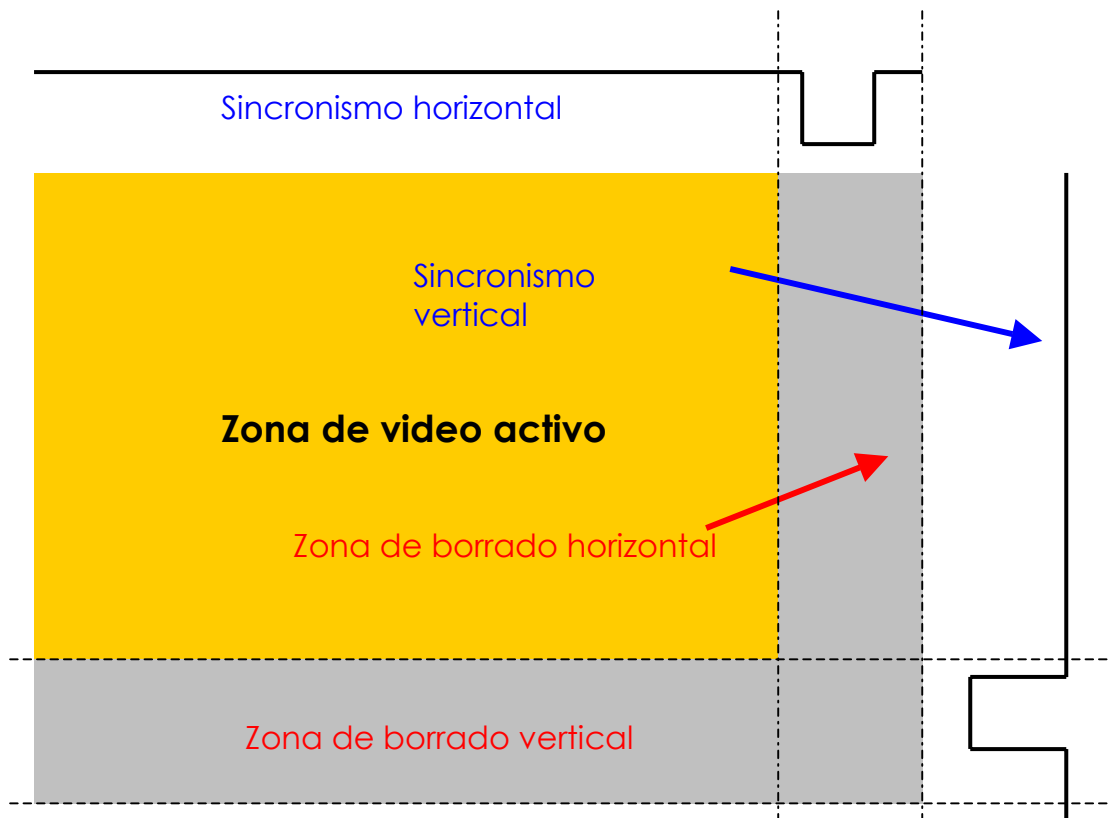 Sincronismo horizontal
Sincronismo
vertical
Zona de video activo
Zona de borrado horizontal
Zona de borrado vertical